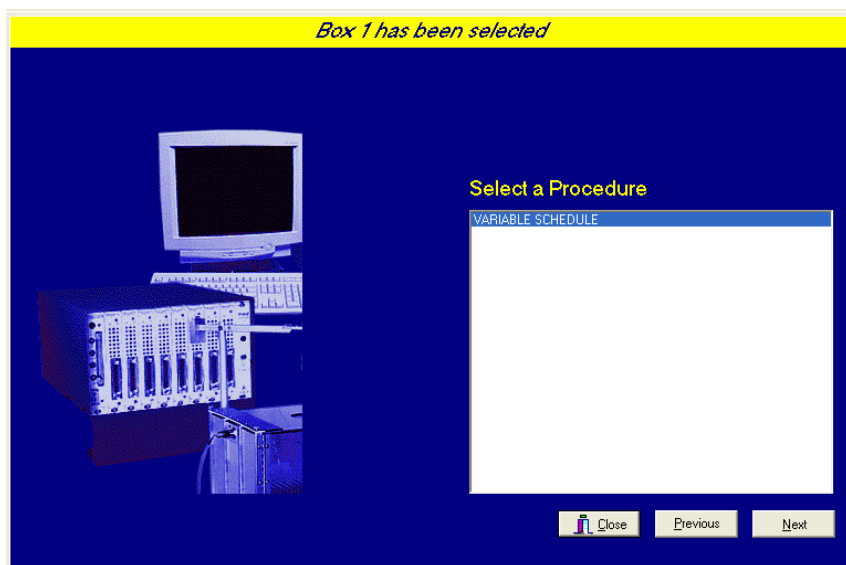 Box 1 has been selected
Select a Procedure
VARIABLE SCHEDULE
Close Previous Next